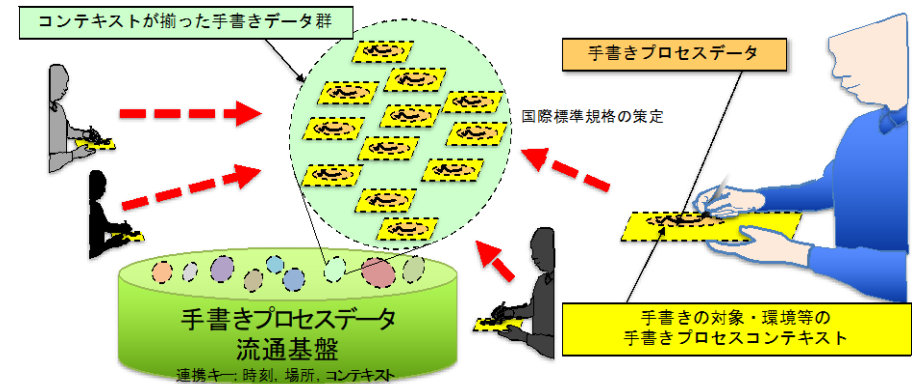 コンテキストが揃った手書きデータ群
手書きプロセスデータ
国際標準規格の策定
手書きプロセスデータ
流通基盤
連携キー: 時刻, 場所, コンテキスト
手書きの対象・環境等の
手書きプロセスコンテキスト